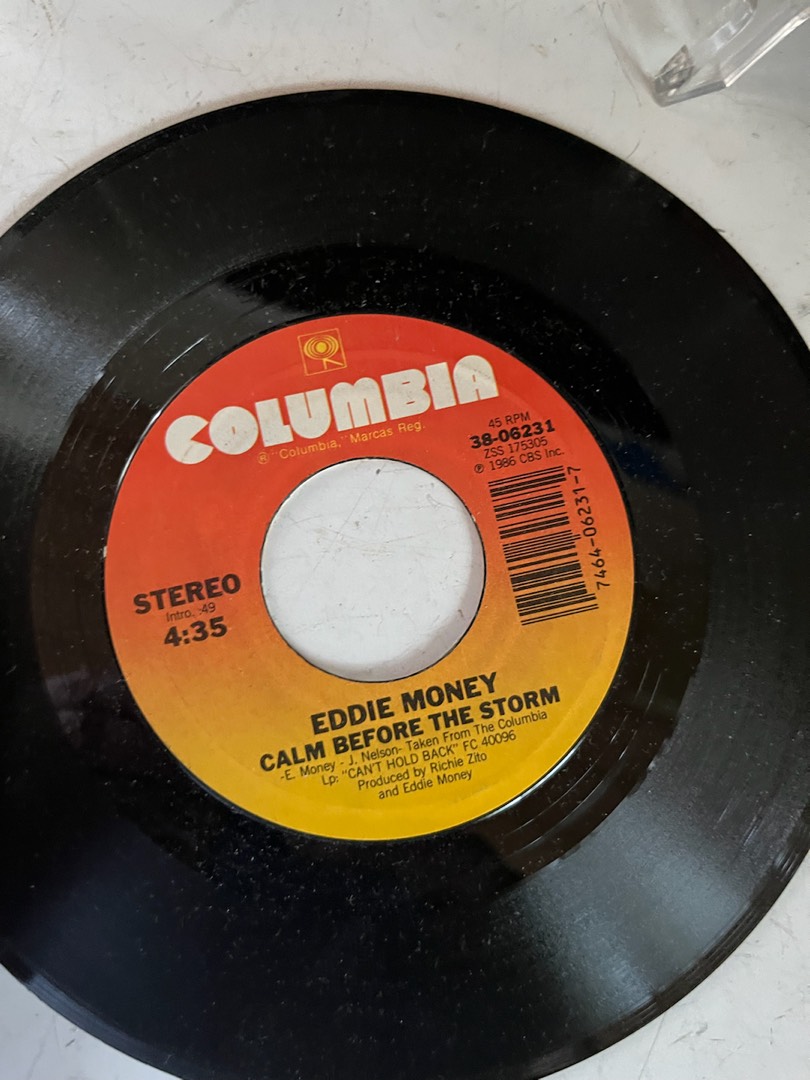 COLUMBIA
® "Columbia," Marcas Reg.
45 RPM
38-06231
ZSS 175305
℗ 1986 CBS Inc.
7464-06231-7
STEREO
Intro. :49
4:35
EDDIE MONEY
CALM BEFORE THE STORM
-E. Money - J. Nelson- Taken From The Columbia
Lp: "CAN'T HOLD BACK" FC 40096
Produced by Richie Zito
and Eddie Money